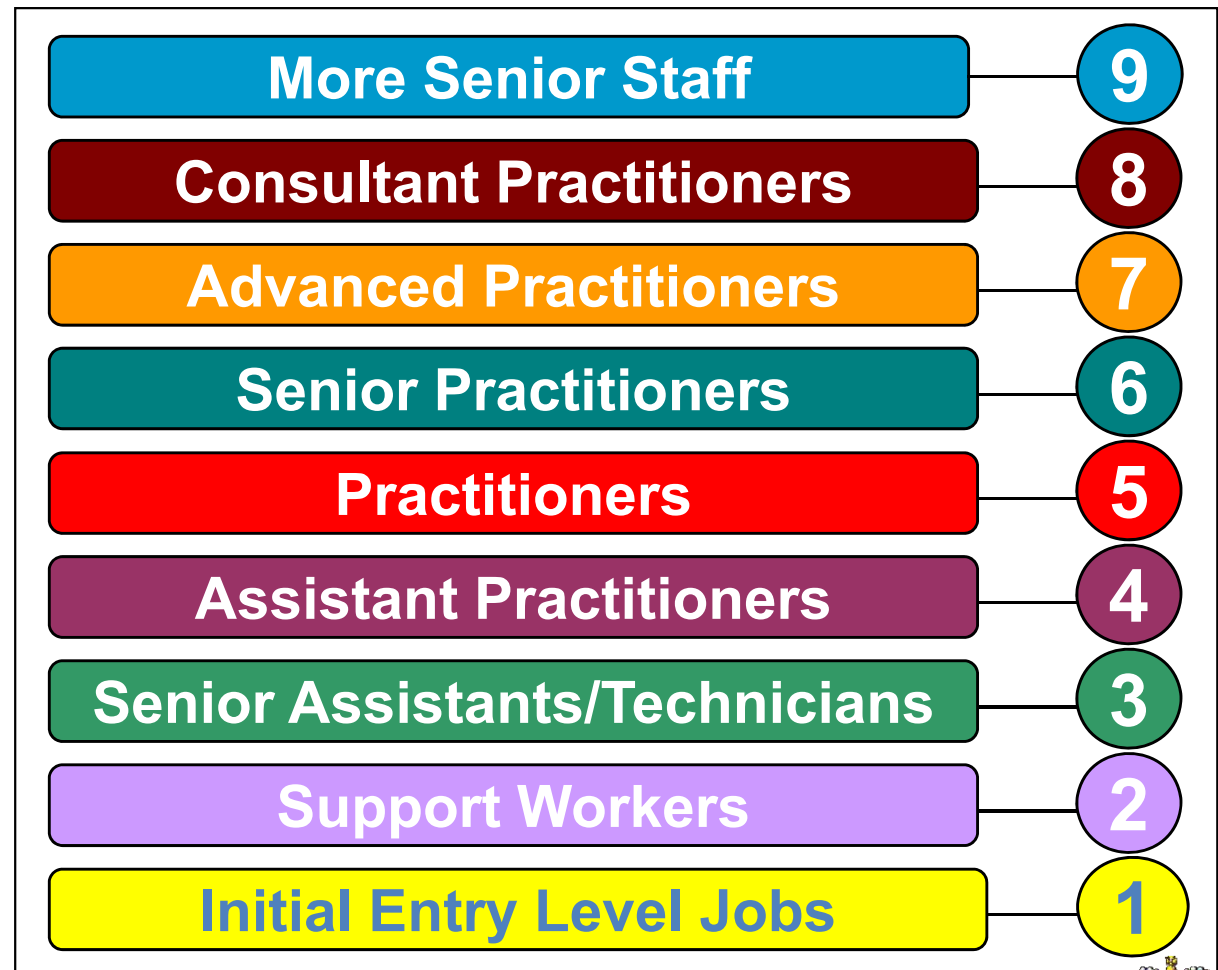 More Senior Staff 9
Consultant Practitioners 8
Advanced Practitioners 7
Senior Practitioners 6
Practitioners 5
Assistant Practitioners 4
Senior Assistants/Technicians 3
Support Workers 2
Initial Entry Level Jobs 1